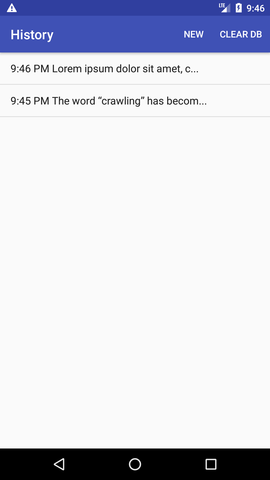 LTE 9:46
History NEW CLEAR DB
9:46 PM Lorem ipsum dolor sit amet, c...
9:45 PM The word “crawling” has becom...